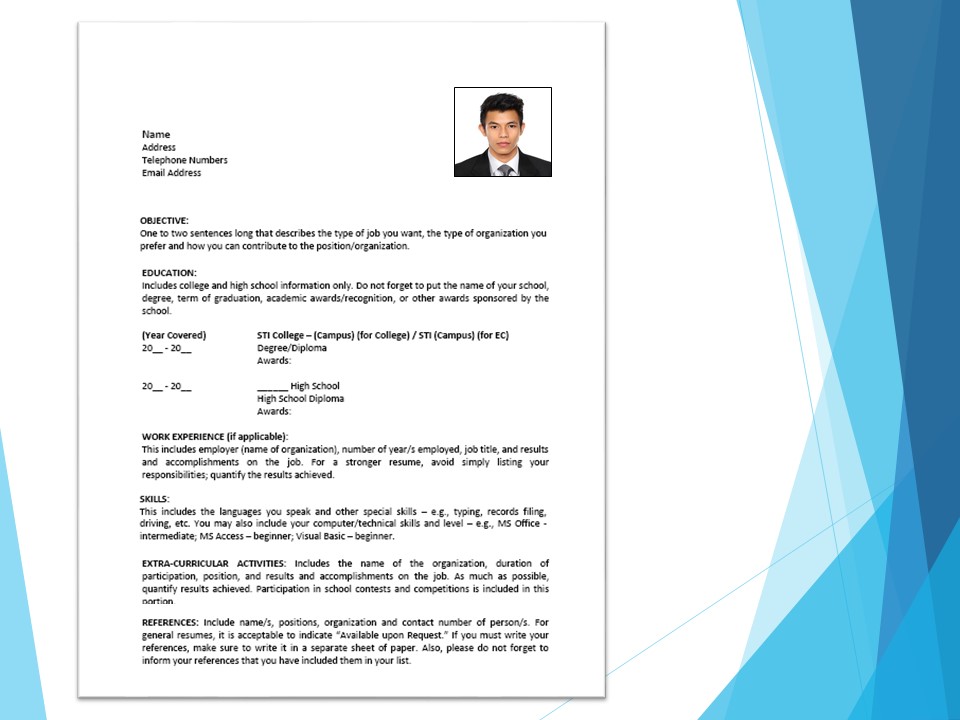 Name
Address
Telephone Numbers
Email Address
OBJECTIVE:
One to two sentences long that describes the type of job you want, the type of organization you
prefer and how you can contribute to the position/organization.
EDUCATION:
Includes college and high school information only. Do not forget to put the name of your school,
degree, term of graduation, academic awards/recognition, or other awards sponsored by the
school.
(Year Covered) STI College – (Campus) (for College) / STI (Campus) (for EC)
20__ - 20__ Degree/Diploma
Awards:
20__ - 20__ ______ High School
High School Diploma
Awards:
WORK EXPERIENCE (if applicable):
This includes employer (name of organization), number of year/s employed, job title, and results
and accomplishments on the job. For a stronger resume, avoid simply listing your
responsibilities; quantify the results achieved.
SKILLS:
This includes the languages you speak and other special skills – e.g., typing, records filing,
driving, etc. You may also include your computer/technical skills and level – e.g., MS Office -
intermediate; MS Access – beginner; Visual Basic – beginner.
EXTRA-CURRICULAR ACTIVITIES: Includes the name of the organization, duration of
participation, position, and results and accomplishments on the job. As much as possible,
quantify results achieved. Participation in school contests and competitions is included in this
portion.
REFERENCES: Include name/s, positions, organization and contact number of person/s. For
general resumes, it is acceptable to indicate “Available upon Request.” If you must write your
references, make sure to write it in a separate sheet of paper. Also, please do not forget to
inform your references that you have included them in your list.